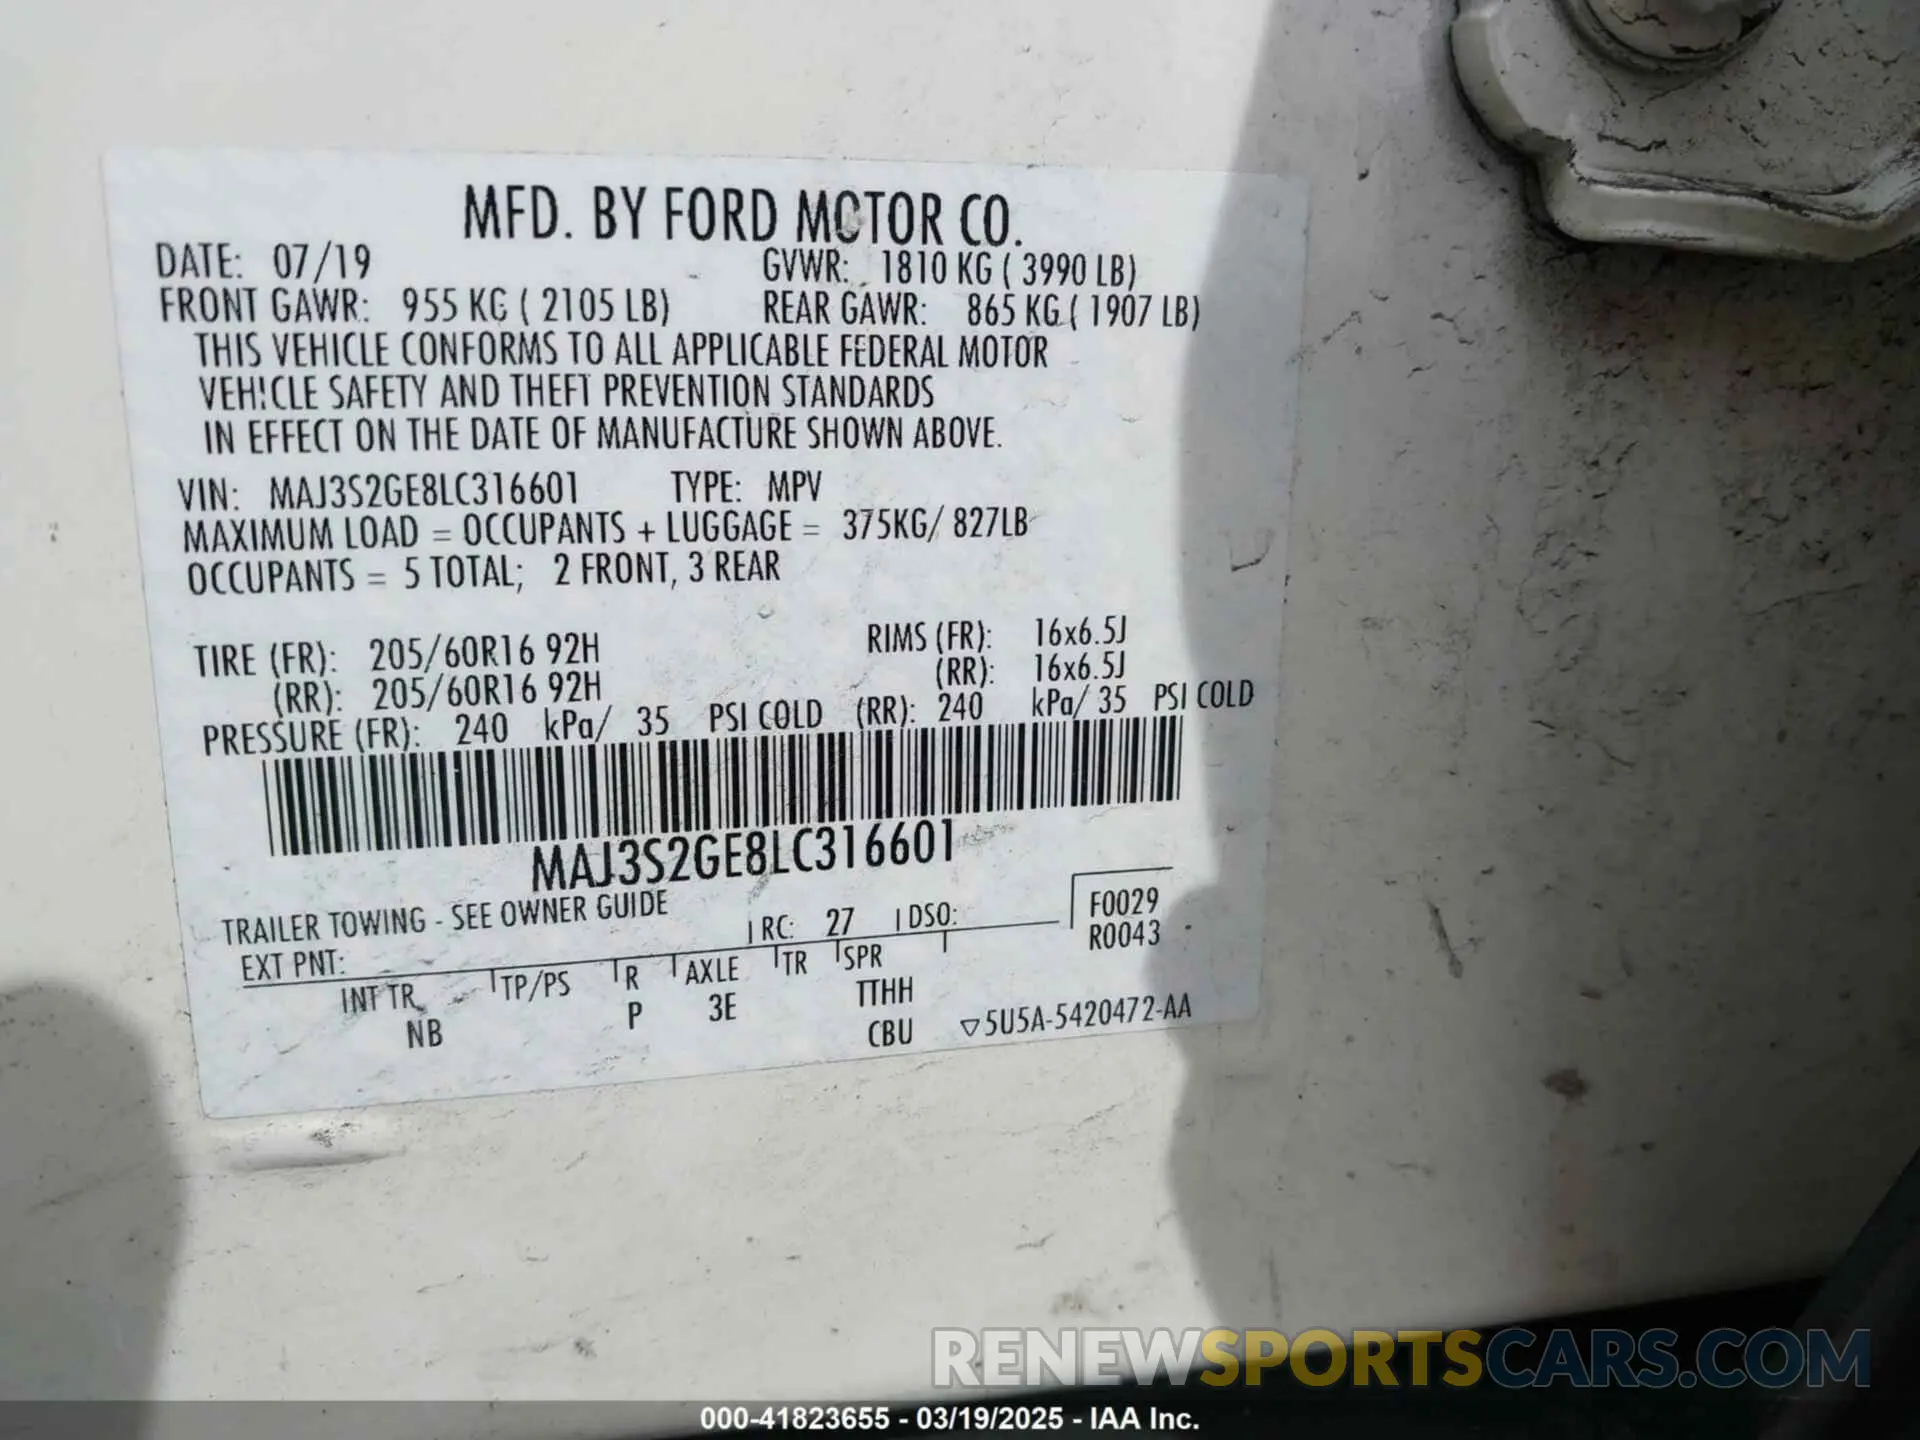 MFD. BY FORD MOTOR CO.
DATE: 07/19 GVWR: 1810 KG ( 3990 LB)
FRONT GAWR: 955 KG ( 2105 LB) REAR GAWR: 865 KG ( 1907 LB)
THIS VEHICLE CONFORMS TO ALL APPLICABLE FEDERAL MOTOR
VEHICLE SAFETY AND THEFT PREVENTION STANDARDS
IN EFFECT ON THE DATE OF MANUFACTURE SHOWN ABOVE.
VIN: MAJ3S2GE8LC316601 TYPE: MPV
MAXIMUM LOAD = OCCUPANTS + LUGGAGE = 375KG/ 827LB
OCCUPANTS = 5 TOTAL; 2 FRONT, 3 REAR
TIRE (FR): 205/60R16 92H RIMS (FR): 16x6.5J
(RR): 205/60R16 92H (RR): 16x6.5J
PRESSURE (FR): 240 kPa/ 35 PSI COLD (RR): 240 kPa/ 35 PSI COLD
MAJ3S2GE8LC316601
TRAILER TOWING - SEE OWNER GUIDE
EXT PNT: RC: 27 DSO: F0029
R0043
INT TR TP/PS R AXLE TR SPR
NB P 3E TTHH
CBU ▽5U5A-5420472-AA
RENEWSPORTSCARS.COM
000-41823655 - 03/19/2025 - IAA Inc.